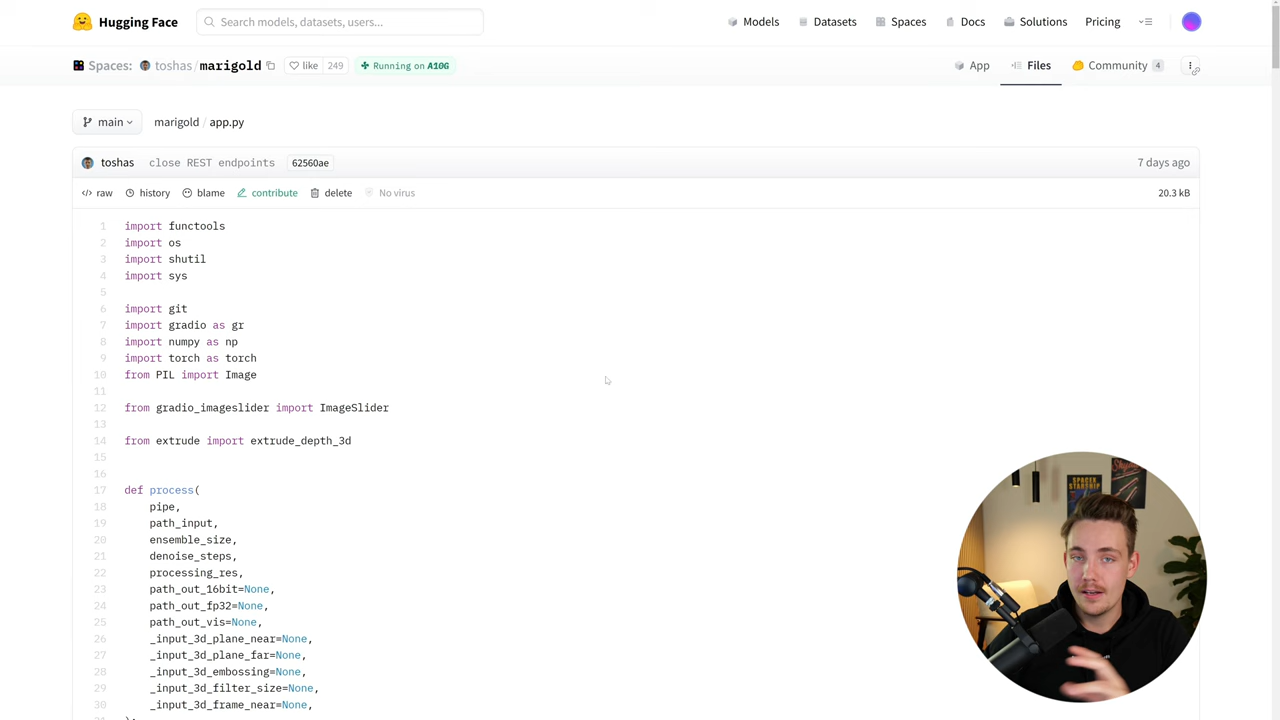 Hugging Face
Search models, datasets, users...
Models
Datasets
Spaces
Docs
Solutions
Pricing
Spaces:
toshas/marigold
like
249
Running on A10G
App
Files
Community
4
main
marigold / app.py
toshas
close REST endpoints
62560ae
7 days ago
</> raw
history
blame
contribute
delete
No virus
20.3 kB
1 import functools
2 import os
3 import shutil
4 import sys
5
6 import git
7 import gradio as gr
8 import numpy as np
9 import torch as torch
10 from PIL import Image
11
12 from gradio_imageslider import ImageSlider
13
14 from extrude import extrude_depth_3d
15
16
17 def process(
18 pipe,
19 path_input,
20 ensemble_size,
21 denoise_steps,
22 processing_res,
23 path_out_16bit=None,
24 path_out_fp32=None,
25 path_out_vis=None,
26 _input_3d_plane_near=None,
27 _input_3d_plane_far=None,
28 _input_3d_embossing=None,
29 _input_3d_filter_size=None,
30 _input_3d_frame_near=None,